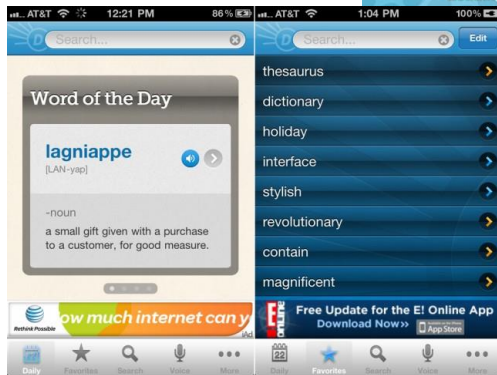 AT&T 12:21 PM 86%
Search...
Word of the Day
lagniappe
[LAN-yap]
-noun
a small gift given with a purchase
to a customer, for good measure.
Rethink Possible
ow much internet can y
iAd
Daily Favorites Search Voice More
AT&T 1:04 PM 100%
Search... Edit
thesaurus
dictionary
holiday
interface
stylish
revolutionary
contain
magnificent
E! Online
Free Update for the E! Online App
Download Now>> App Store
22
Daily Favorites Search Voice More